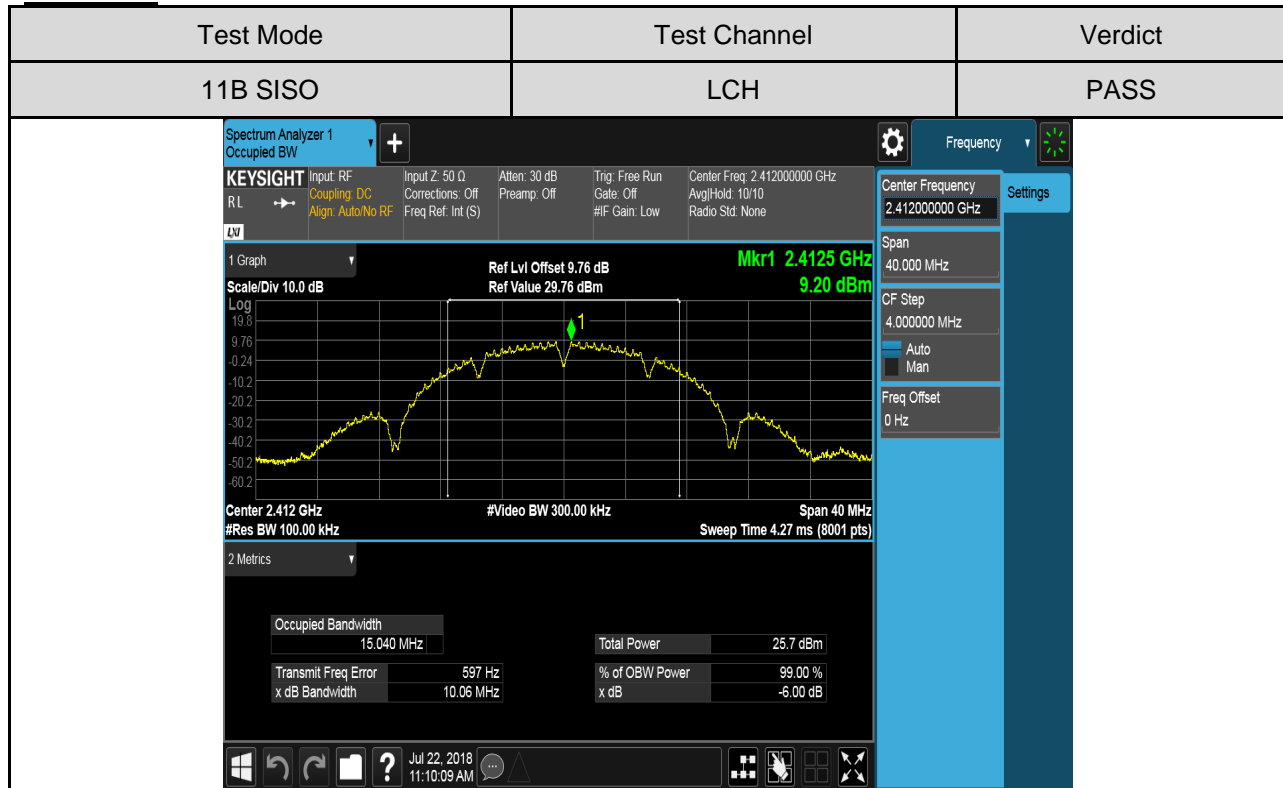 Test Mode Test Channel Verdict
11B SISO LCH PASS
Spectrum Analyzer 1
Occupied BW
+
Frequency
KEYSIGHT Input: RF Input Z: 50 Ω Atten: 30 dB Trig: Free Run Center Freq: 2.412000000 GHz
RL Coupling: DC Corrections: Off Preamp: Off Gate: Off Avg|Hold: 10/10
Align: Auto/No RF Freq Ref: Int (S) #IF Gain: Low Radio Std: None
LXI
Center Frequency
2.412000000 GHz
Settings
Span
40.000 MHz
CF Step
4.000000 MHz
Auto
Man
Freq Offset
0 Hz
1 Graph Ref Lvl Offset 9.76 dB Mkr1 2.4125 GHz
Scale/Div 10.0 dB Ref Value 29.76 dBm 9.20 dBm
Log
19.8
9.76
-0.24
-10.2
-20.2
-30.2
-40.2
-50.2
-60.2
1
Center 2.412 GHz #Video BW 300.00 kHz Span 40 MHz
#Res BW 100.00 kHz Sweep Time 4.27 ms (8001 pts)
2 Metrics
Occupied Bandwidth
15.040 MHz Total Power 25.7 dBm
Transmit Freq Error 597 Hz % of OBW Power 99.00 %
x dB Bandwidth 10.06 MHz x dB -6.00 dB
? Jul 22, 2018
11:10:09 AM